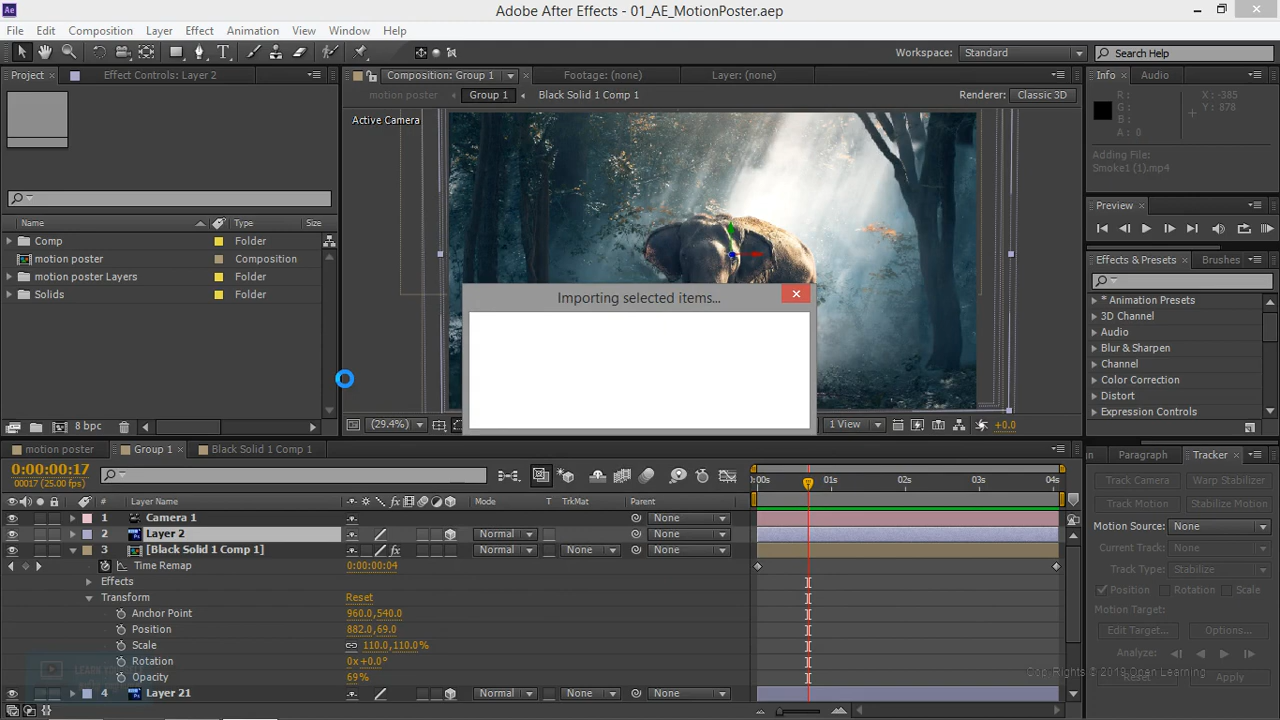 Adobe After Effects - 01_AE_MotionPoster.aep
File Edit Composition Layer Effect Animation View Window Help
Workspace: Standard Search Help
Project Effect Controls: Layer 2 Composition: Group 1 Footage: (none) Layer: (none) Info Audio
motion poster Group 1 Black Solid 1 Comp 1 Renderer: Classic 3D
Active Camera
R : X : -385
G : Y : 878
B :
A : 0
Adding File:
Smoke1 (1).mp4
Preview
Name Type Size
Comp Folder
motion poster Composition
motion poster Layers Folder
Solids Folder
Effects & Presets Brushes
* Animation Presets
3D Channel
Audio
Blur & Sharpen
Channel
Color Correction
Distort
Expression Controls
Importing selected items...
8 bpc (29.4%) 1 View +0.0
motion poster Group 1 Black Solid 1 Comp 1 Paragraph Tracker
0:00:00:17
00017 (25.00 fps)
:00s 01s 02s 03s 04s
# Layer Name Mode T TrkMat Parent
1 Camera 1 None
2 Layer 2 Normal None
3 [Black Solid 1 Comp 1] Normal None None
Time Remap 0:00:00:04
Effects
Transform Reset
Anchor Point 960.0,540.0
Position 882.0,69.0
Scale 110.0,110.0%
Rotation 0x+0.0°
Opacity 69%
4 Layer 21 Normal None None
Track Camera Warp Stabilizer
Track Motion Stabilize Motion
Motion Source: None
Current Track: None
Track Type: Stabilize
Position Rotation Scale
Motion Target:
Edit Target... Options...
Analyze:
Reset Apply
Cop Rights © 2019 Open Learning